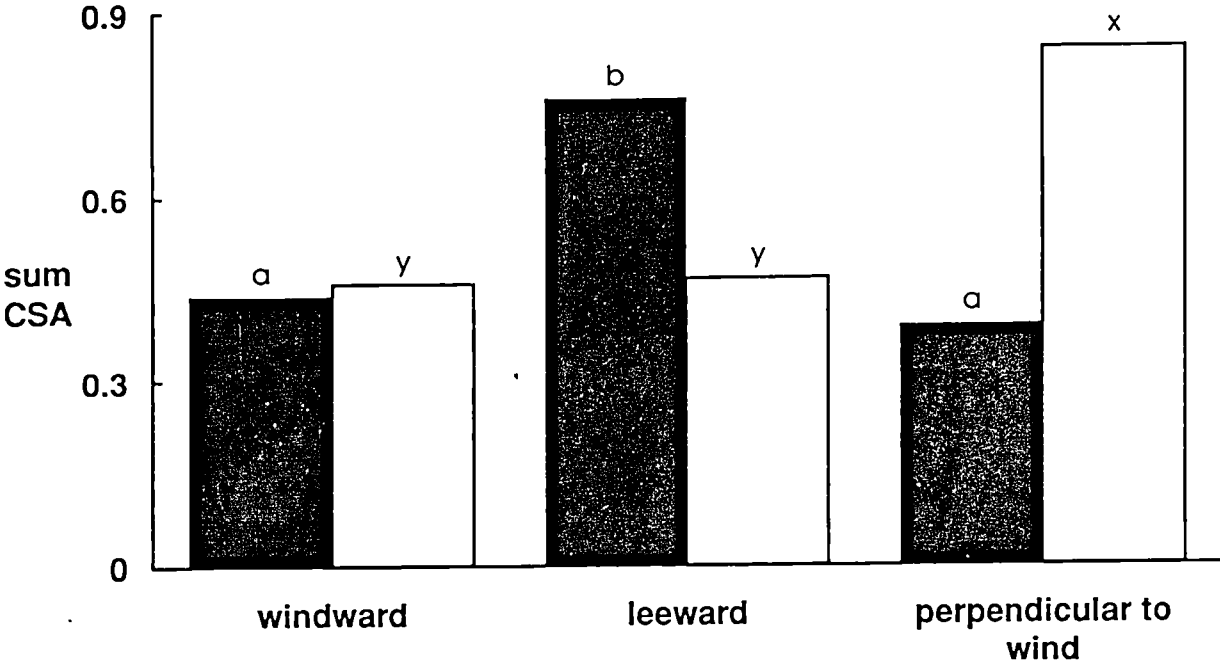 0.9
0.6
0.3
0
sum
CSA
a
y
b
y
a
x
windward
leeward
perpendicular to
wind